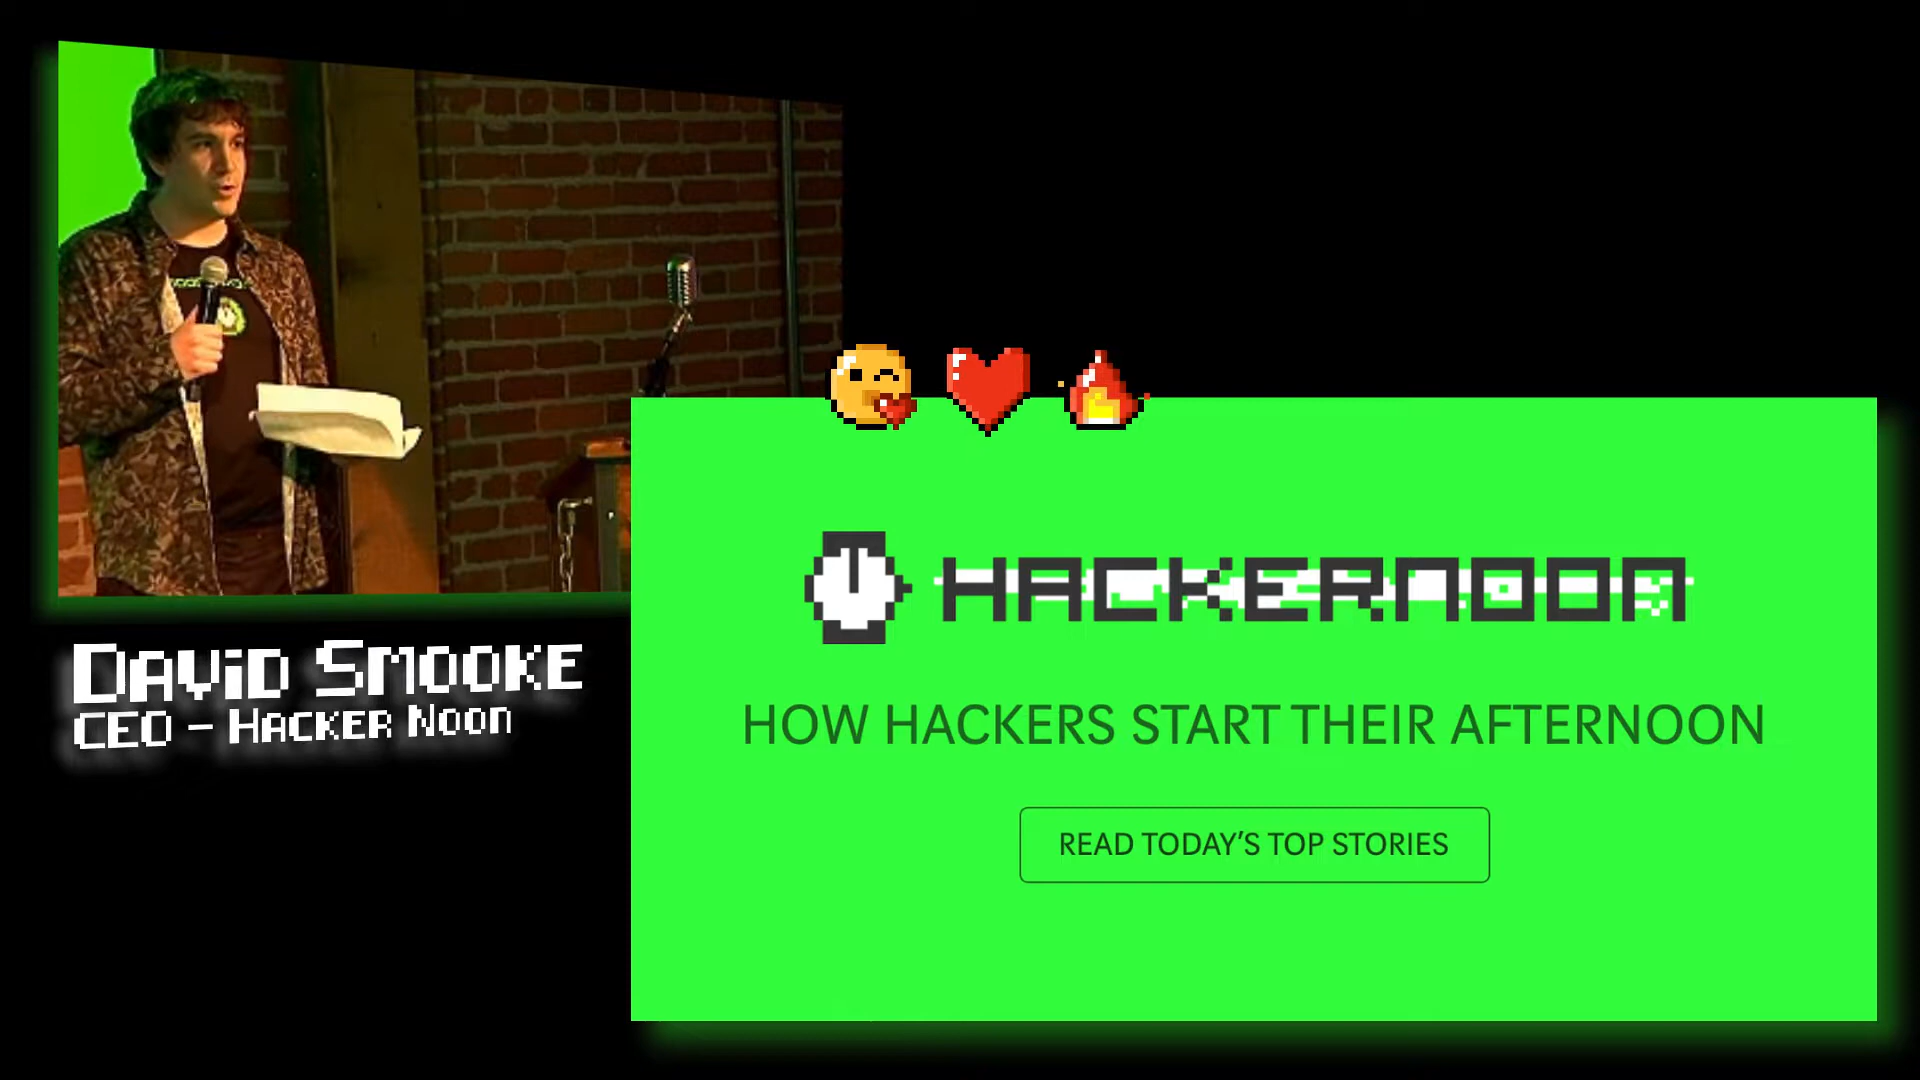 David Smooke
CEO – Hacker Noon
HACKERNOON
HOW HACKERS START THEIR AFTERNOON
READ TODAY'S TOP STORIES